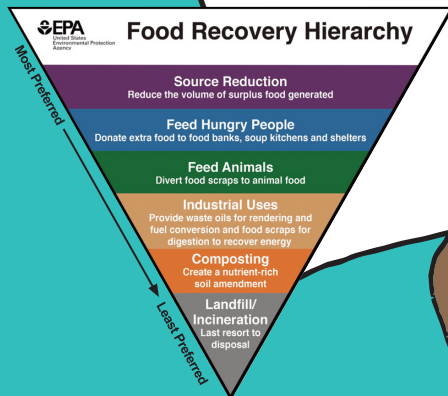 EPA
United States
Environmental Protection
Agency
Food Recovery Hierarchy
Most Preferred
Source Reduction
Reduce the volume of surplus food generated
Feed Hungry People
Donate extra food to food banks, soup kitchens and shelters
Feed Animals
Divert food scraps to animal food
Industrial Uses
Provide waste oils for rendering and
fuel conversion and food scraps for
digestion to recover energy
Composting
Create a nutrient-rich
soil amendment
Landfill/
Incineration
Last resort to
disposal
Least Preferred